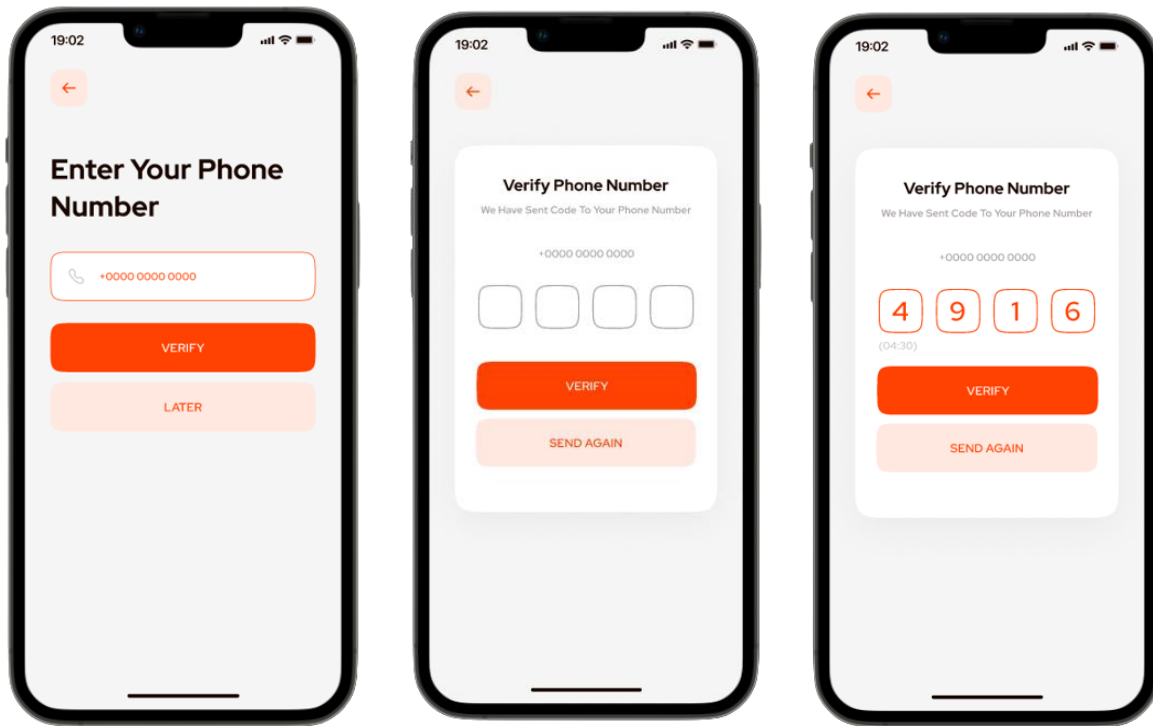 19:02
Enter Your Phone
Number
+0000 0000 0000
VERIFY
LATER
19:02
Verify Phone Number
We Have Sent Code To Your Phone Number
+0000 0000 0000
VERIFY
SEND AGAIN
19:02
Verify Phone Number
We Have Sent Code To Your Phone Number
+0000 0000 0000
4 9 1 6
(04:30)
VERIFY
SEND AGAIN